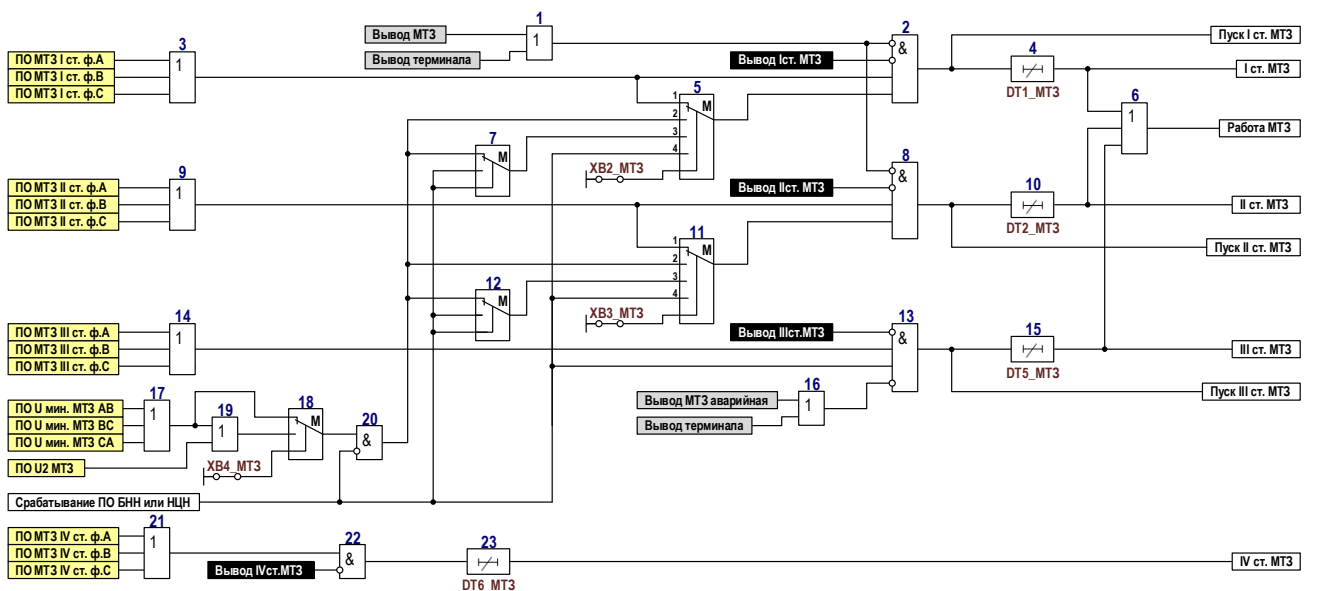 1
Вывод МТЗ
1
Вывод терминала
2
&
Вывод Iст. МТЗ
Пуск I ст. МТЗ
3
ПО МТЗ I ст. ф.А
1
ПО МТЗ I ст. ф.В
ПО МТЗ I ст. ф.С
4
DT1_МТЗ
I ст. МТЗ
5
1
М
2
3
4
XB2_МТЗ
6
1
Работа МТЗ
7
М
8
&
Вывод IIст. МТЗ
9
ПО МТЗ II ст. ф.А
1
ПО МТЗ II ст. ф.В
ПО МТЗ II ст. ф.С
10
DT2_МТЗ
II ст. МТЗ
Пуск II ст. МТЗ
11
1
М
2
3
4
XB3_МТЗ
12
М
13
Вывод IIIст.МТЗ
&
14
ПО МТЗ III ст. ф.А
1
ПО МТЗ III ст. ф.В
ПО МТЗ III ст. ф.С
15
DT5_МТЗ
III ст. МТЗ
Пуск III ст. МТЗ
16
Вывод МТЗ аварийная
1
Вывод терминала
17
ПО U мин. МТЗ АВ
1
ПО U мин. МТЗ ВС
ПО U мин. МТЗ СА
18
М
19
1
20
&
ПО U2 МТЗ
XB4_МТЗ
Срабатывание ПО БНН или НЦН
21
ПО МТЗ IV ст. ф.А
1
ПО МТЗ IV ст. ф.В
ПО МТЗ IV ст. ф.С
22
&
Вывод IVст.МТЗ
23
DT6_МТЗ
IV ст. МТЗ